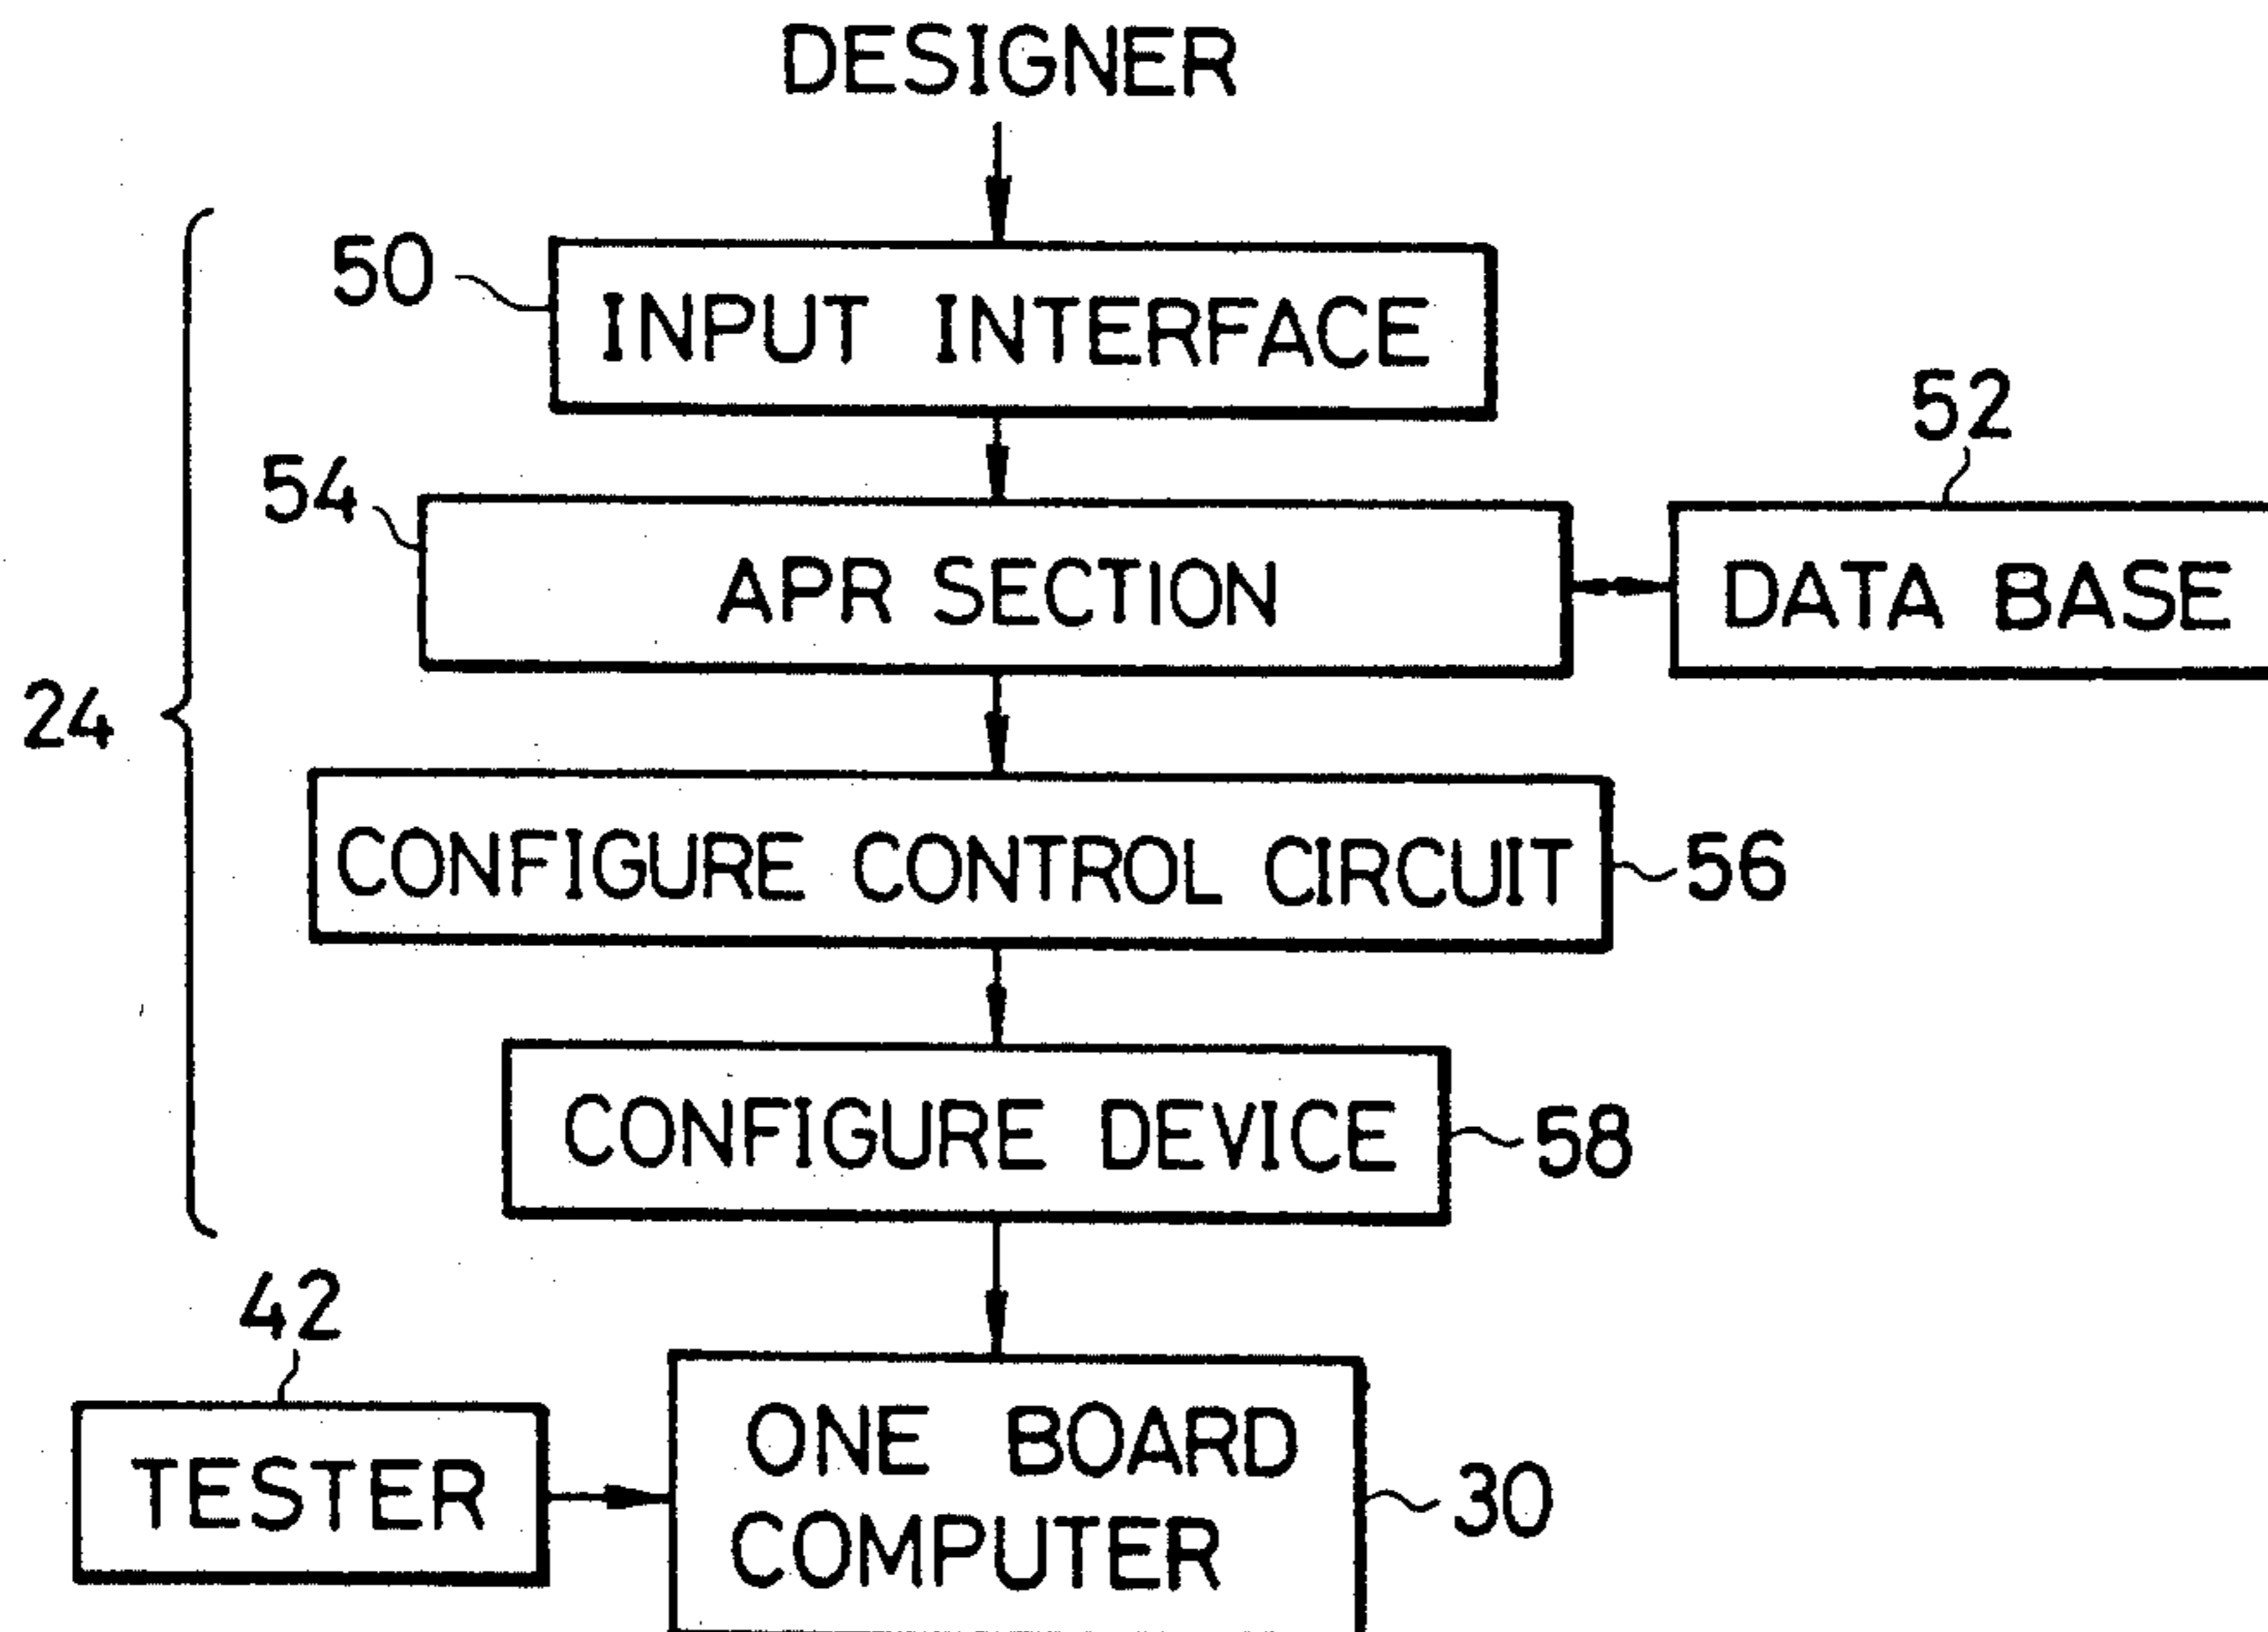 DESIGNER
50
INPUT INTERFACE
52
54
APR SECTION
DATA BASE
24
CONFIGURE CONTROL CIRCUIT
56
CONFIGURE DEVICE
58
42
TESTER
ONE BOARD
COMPUTER
30